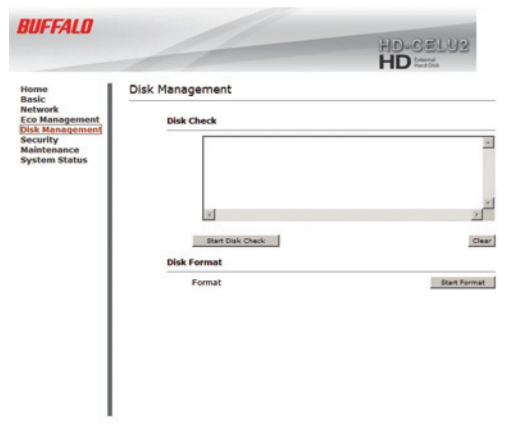 BUFFALO
HD-CELU2
HD External Hard Disk
Home
Basic
Network
Eco Management
Disk Management
Security
Maintenance
System Status
Disk Management
Disk Check
Start Disk Check
Clear
Disk Format
Format
Start Format